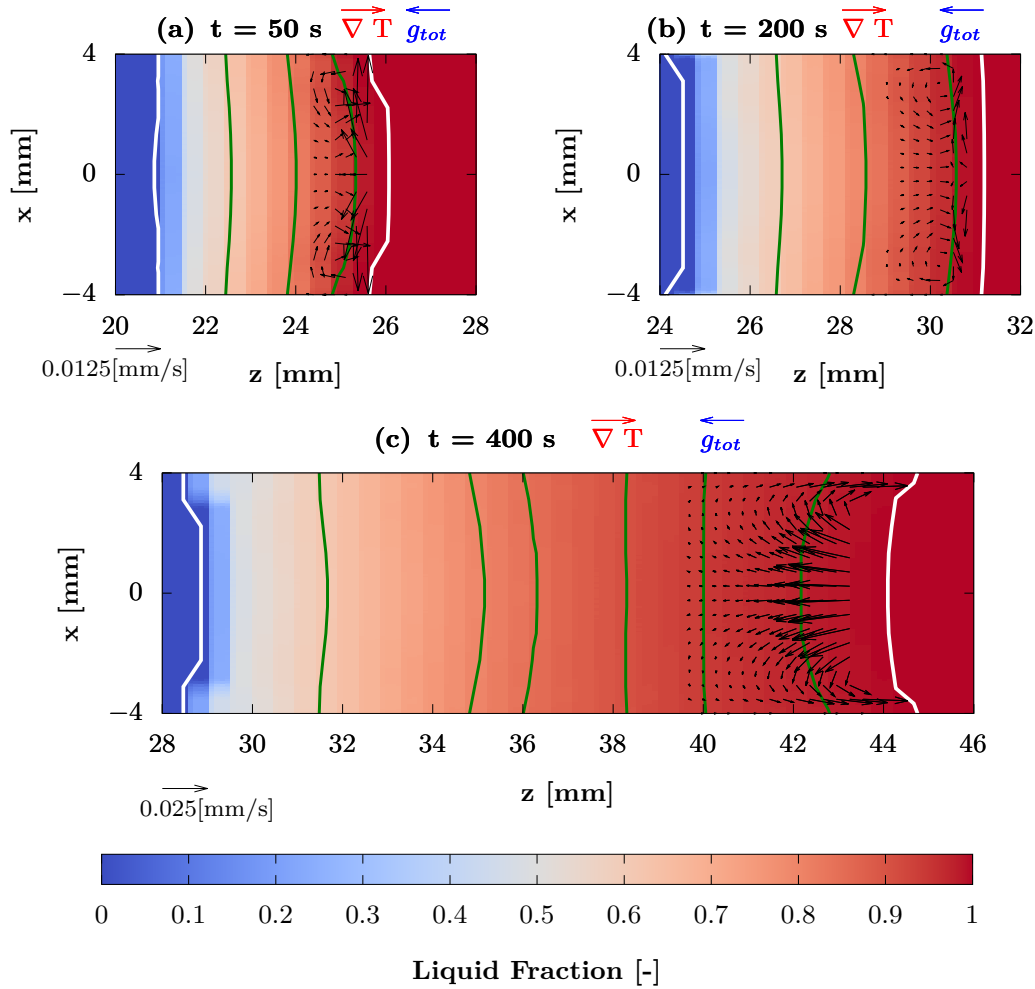 (a) t = 50 s ∇ T g_tot
(b) t = 200 s ∇ T g_tot
x [mm]
4
0
−4
20 22 24 26 28
0.0125[mm/s]
z [mm]
x [mm]
4
0
−4
24 26 28 30 32
0.0125[mm/s]
z [mm]
(c) t = 400 s ∇ T g_tot
x [mm]
4
0
−4
28 30 32 34 36 38 40 42 44 46
0.025[mm/s]
z [mm]
0 0.1 0.2 0.3 0.4 0.5 0.6 0.7 0.8 0.9 1
Liquid Fraction [-]